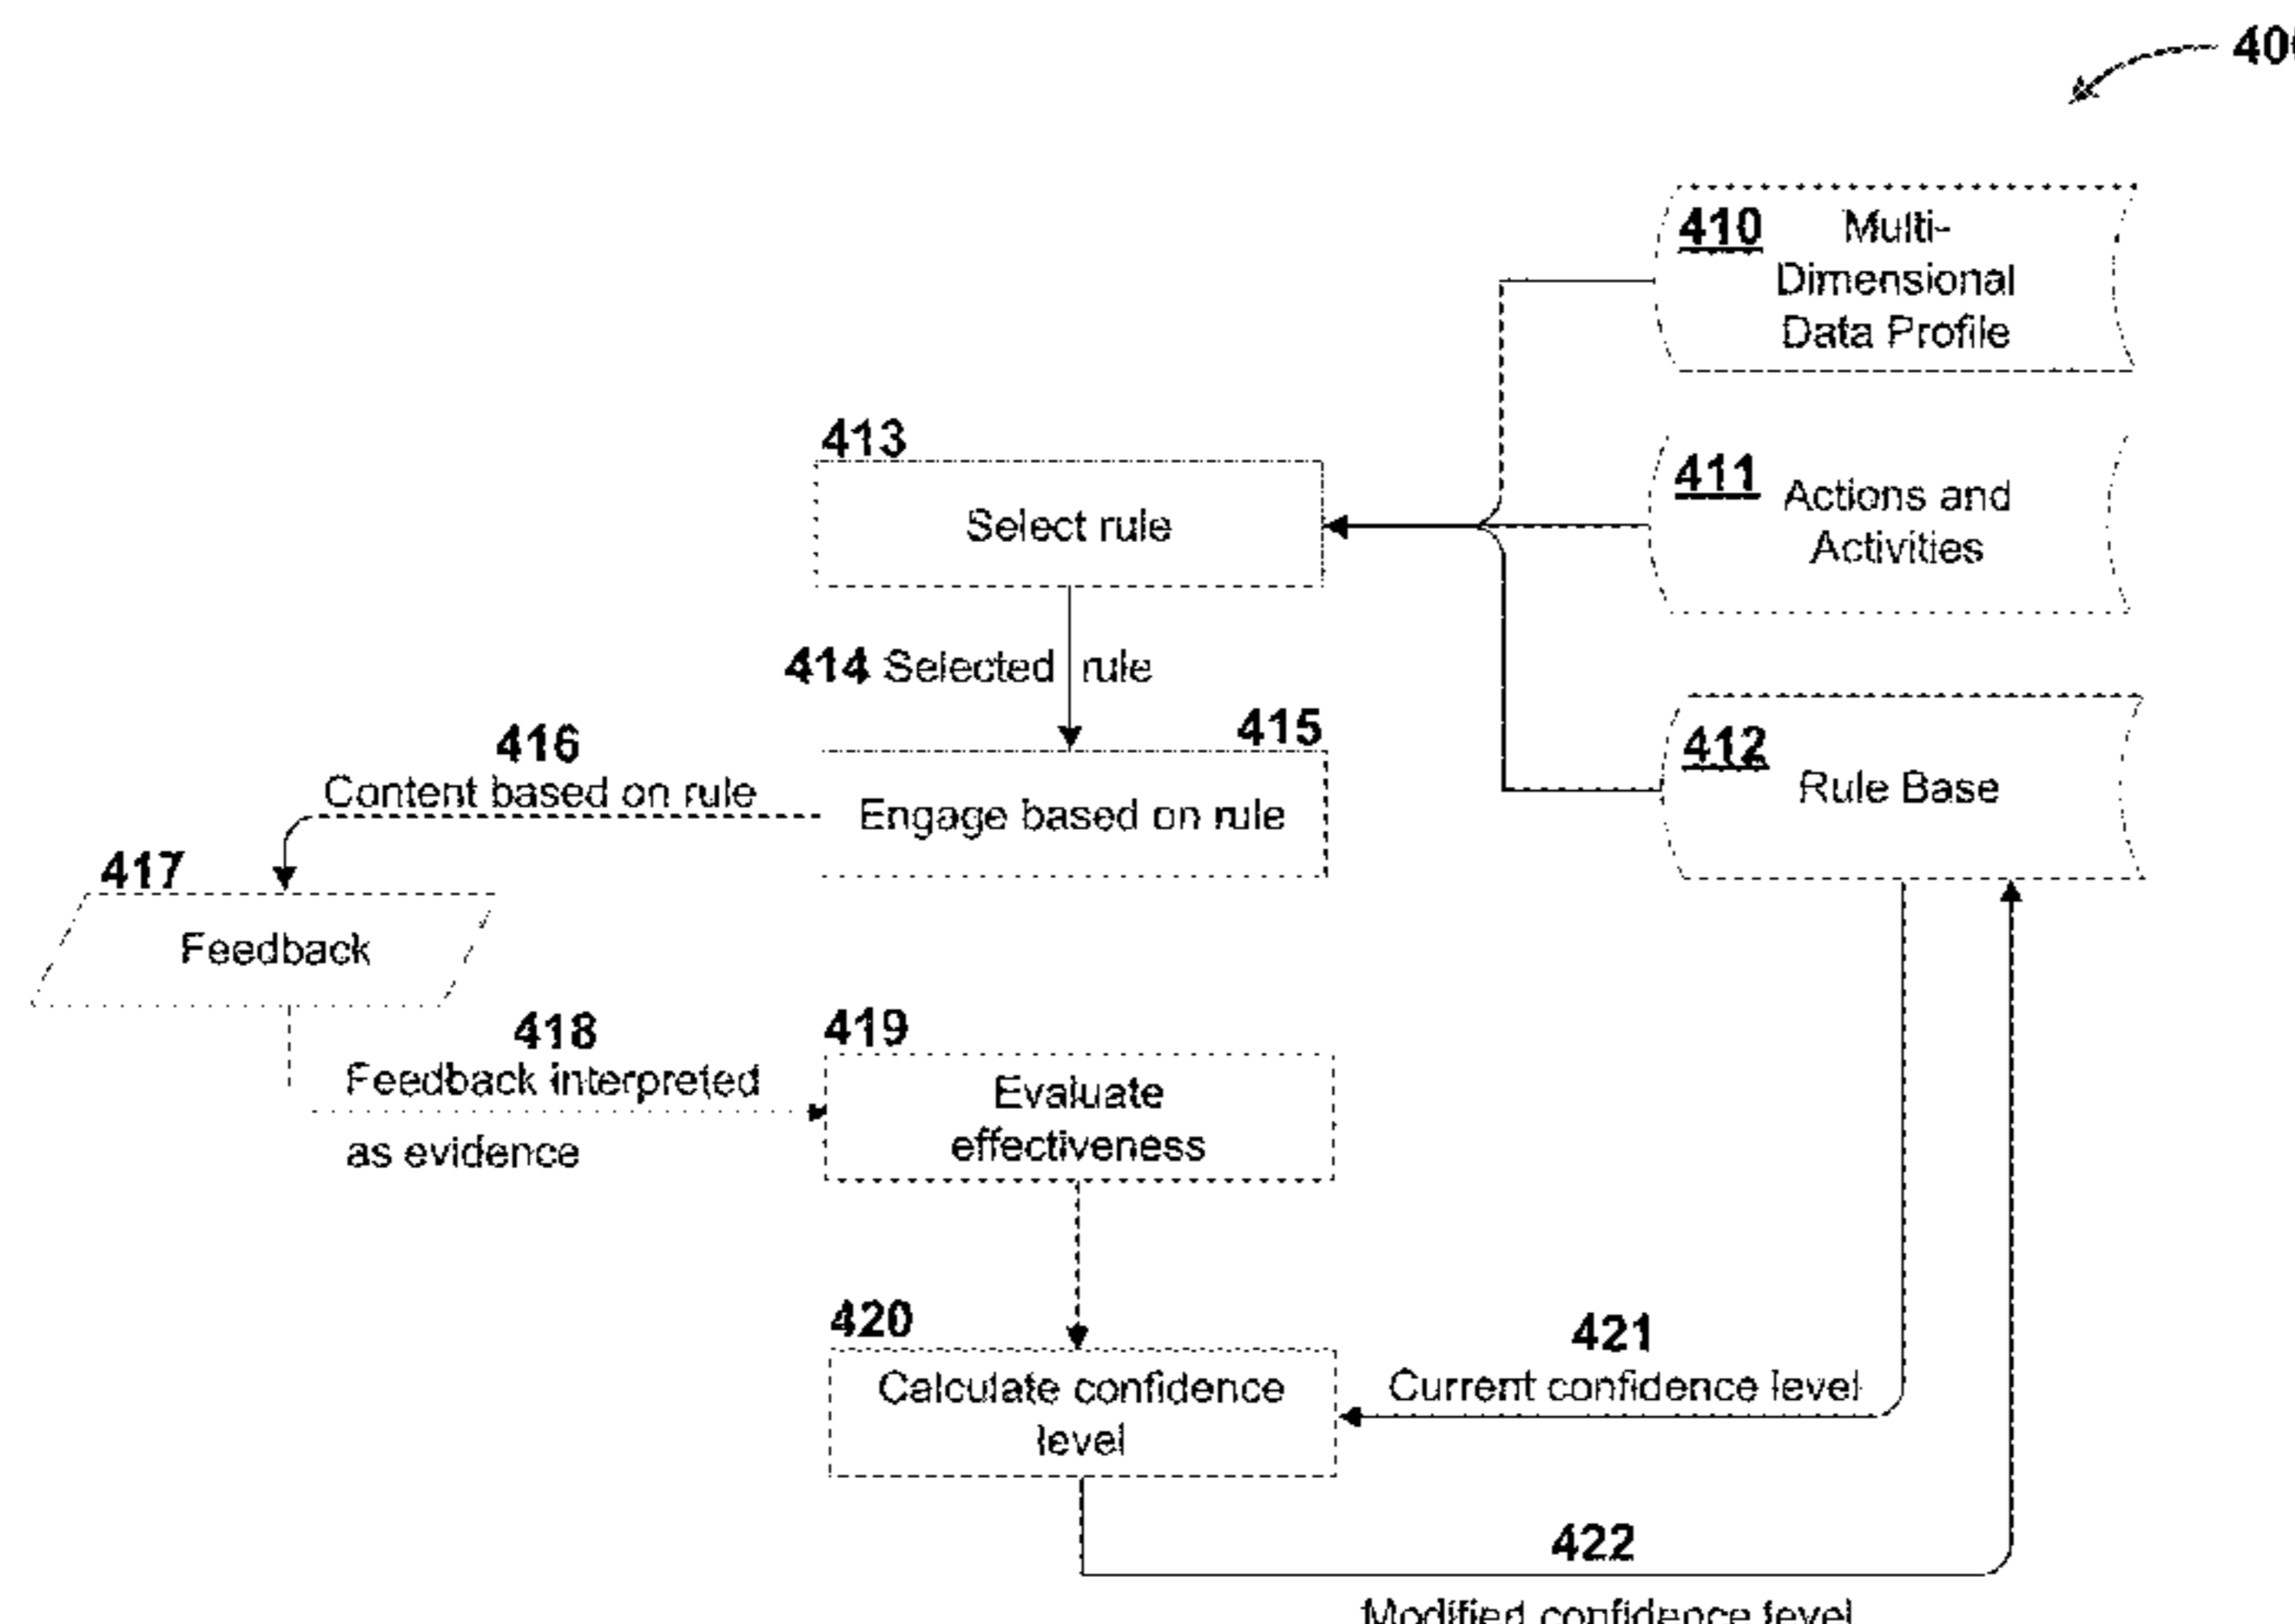 400
410 Multi-
Dimensional
Data Profile
413
411 Actions and
Activities
Select rule
414 Selected rule
415
412
Rule Base
416
Content based on rule
Engage based on rule
417
Feedback
418
Feedback interpreted
as evidence
419
Evaluate
effectiveness
420
Calculate confidence
level
421
Current confidence level
422
Modified confidence level